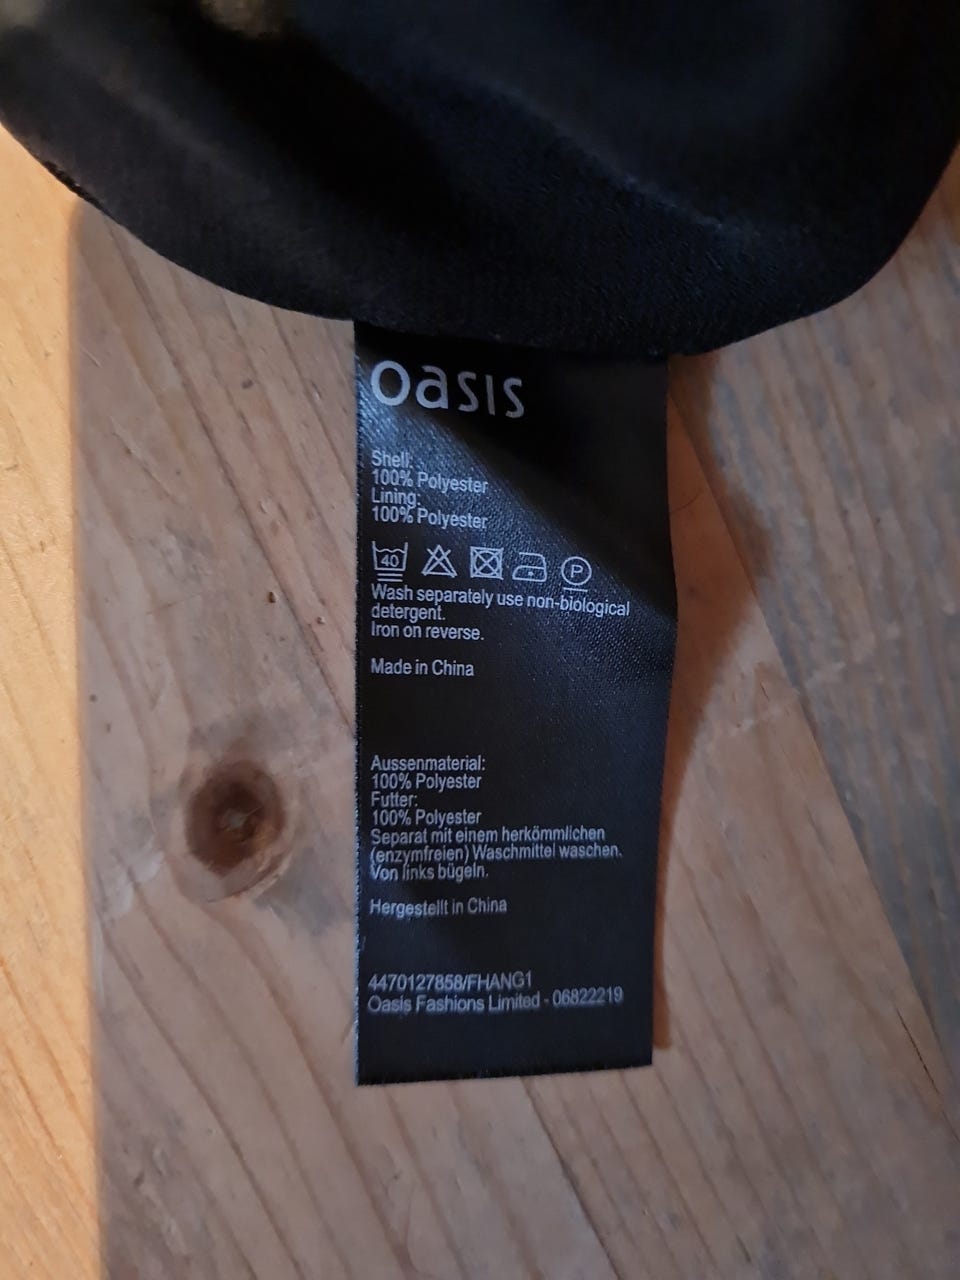 oasis
Shell:
100% Polyester
Lining:
100% Polyester
40 P
Wash separately use non-biological
detergent.
Iron on reverse.
Made in China
Aussenmaterial:
100% Polyester
Futter:
100% Polyester
Separat mit einem herkömmlichen
(enzymfreien) Waschmittel waschen.
Von links bügeln.
Hergestellt in China
4470127858/FHANG1
Oasis Fashions Limited - 06822219